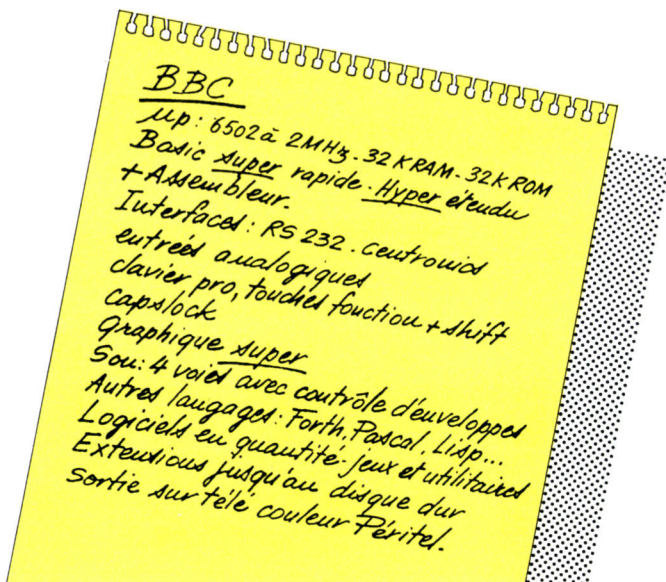 BBC
µp: 6502 à 2MHz. 32K RAM. 32K ROM
Basic super rapide. Hyper étendu
+ Assembleur.
Interfaces: RS 232. Centronics
entrées analogiques
clavier pro, touches fonction + shift
capslock
Graphique super
Son: 4 voies avec contrôle d'enveloppes
Autres langages: Forth, Pascal, Lisp...
Logiciels en quantité. jeux et utilitaires
Extensions jusqu'au disque dur
Sortie sur télé couleur Péritel.